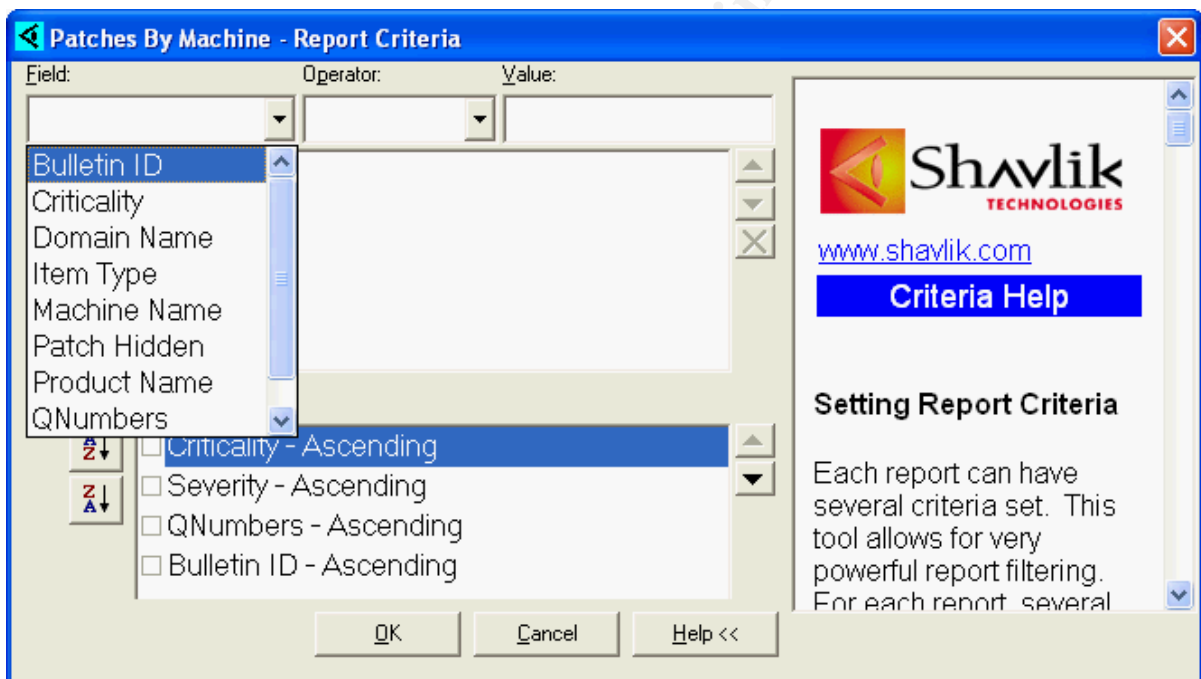 Patches By Machine - Report Criteria
Field:
Operator:
Value:
Bulletin ID
Criticality
Domain Name
Item Type
Machine Name
Patch Hidden
Product Name
QNumbers
Criticality - Ascending
Severity - Ascending
QNumbers - Ascending
Bulletin ID - Ascending
OK
Cancel
Help <<
Shavlik
TECHNOLOGIES
www.shavlik.com
Criteria Help
Setting Report Criteria
Each report can have
several criteria set. This
tool allows for very
powerful report filtering.
For each report, several